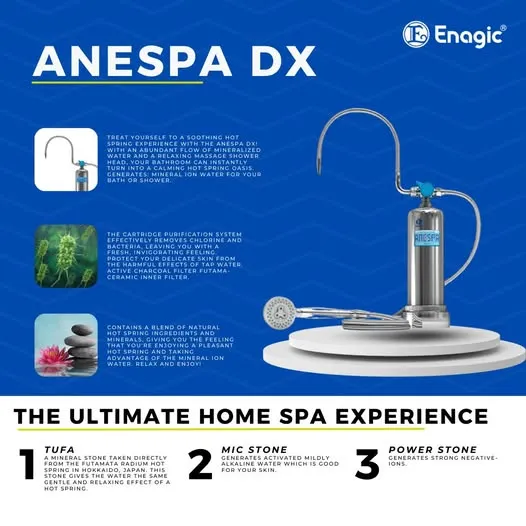 Enagic®
ANESPA DX
TREAT YOURSELF TO A SOOTHING HOT
SPRING EXPERIENCE WITH THE ANESPA DX!
WITH AN ABUNDANT FLOW OF MINERALIZED
WATER AND A RELAXING MASSAGE SHOWER
HEAD, YOUR BATHROOM CAN INSTANTLY
TURN INTO A CALMING HOT SPRING OASIS.
GENERATES: MINERAL ION WATER FOR YOUR
BATH OR SHOWER.
THE CARTRIDGE PURIFICATION SYSTEM
EFFECTIVELY REMOVES CHLORINE AND
BACTERIA, LEAVING YOU WITH A
FRESH, INVIGORATING FEELING.
PROTECT YOUR DELICATE SKIN FROM
THE HARMFUL EFFECTS OF TAP WATER.
ACTIVE CHARCOAL FILTER FUTAMA-
CERAMIC INNER FILTER.
ANESPA
CONTAINS A BLEND OF NATURAL
HOT SPRING INGREDIENTS AND
MINERALS, GIVING YOU THE FEELING
THAT YOU'RE ENJOYING A PLEASANT
HOT SPRING AND TAKING
ADVANTAGE OF THE MINERAL ION
WATER. RELAX AND ENJOY!
THE ULTIMATE HOME SPA EXPERIENCE
1 TUFA
A MINERAL STONE TAKEN DIRECTLY
FROM THE FUTAMATA RADIUM HOT
SPRING IN HOKKAIDO, JAPAN. THIS
STONE GIVES THE WATER THE SAME
GENTLE AND RELAXING EFFECT OF A
HOT SPRING.
2 MIC STONE
GENERATES ACTIVATED MILDLY
ALKALINE WATER WHICH IS GOOD
FOR YOUR SKIN.
3 POWER STONE
GENERATES STRONG NEGATIVE-
IONS.